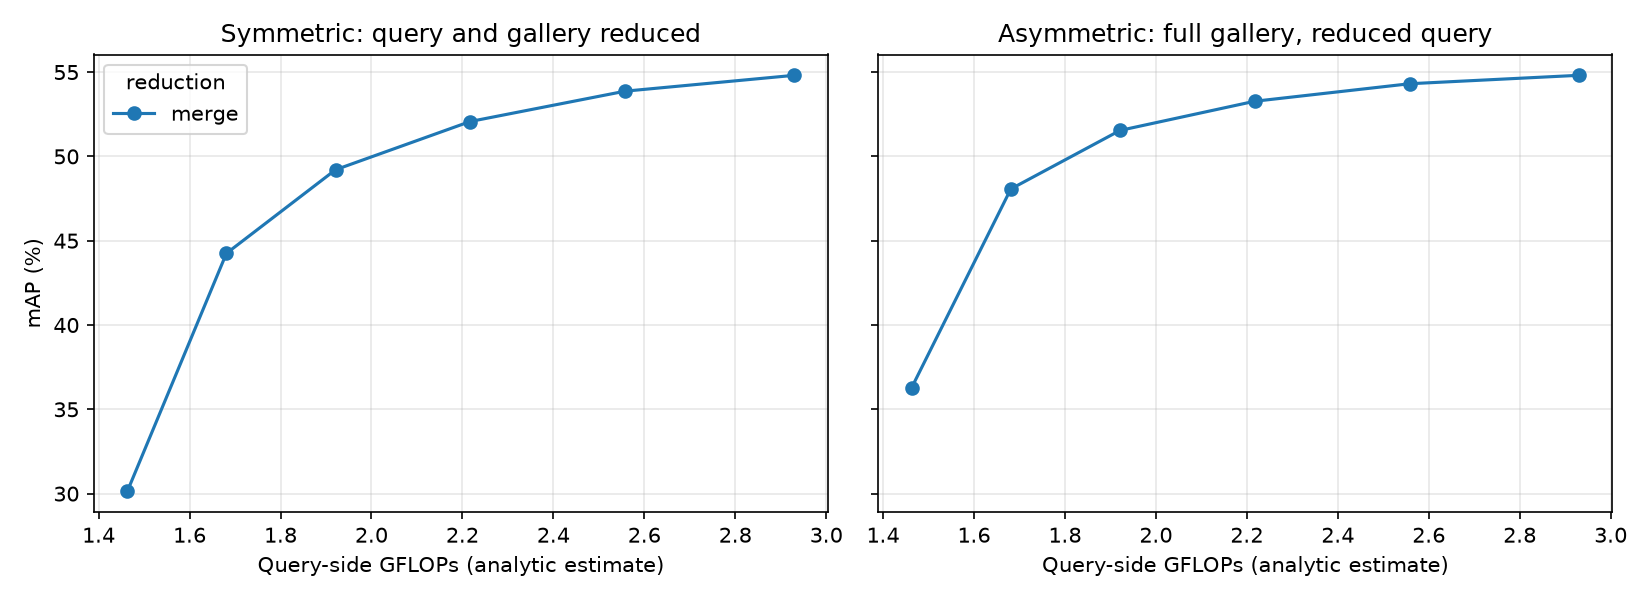 Symmetric: query and gallery reduced
reduction
merge
mAP (%)
55
50
45
40
35
30
1.4 1.6 1.8 2.0 2.2 2.4 2.6 2.8 3.0
Query-side GFLOPs (analytic estimate)
Asymmetric: full gallery, reduced query
1.4 1.6 1.8 2.0 2.2 2.4 2.6 2.8 3.0
Query-side GFLOPs (analytic estimate)